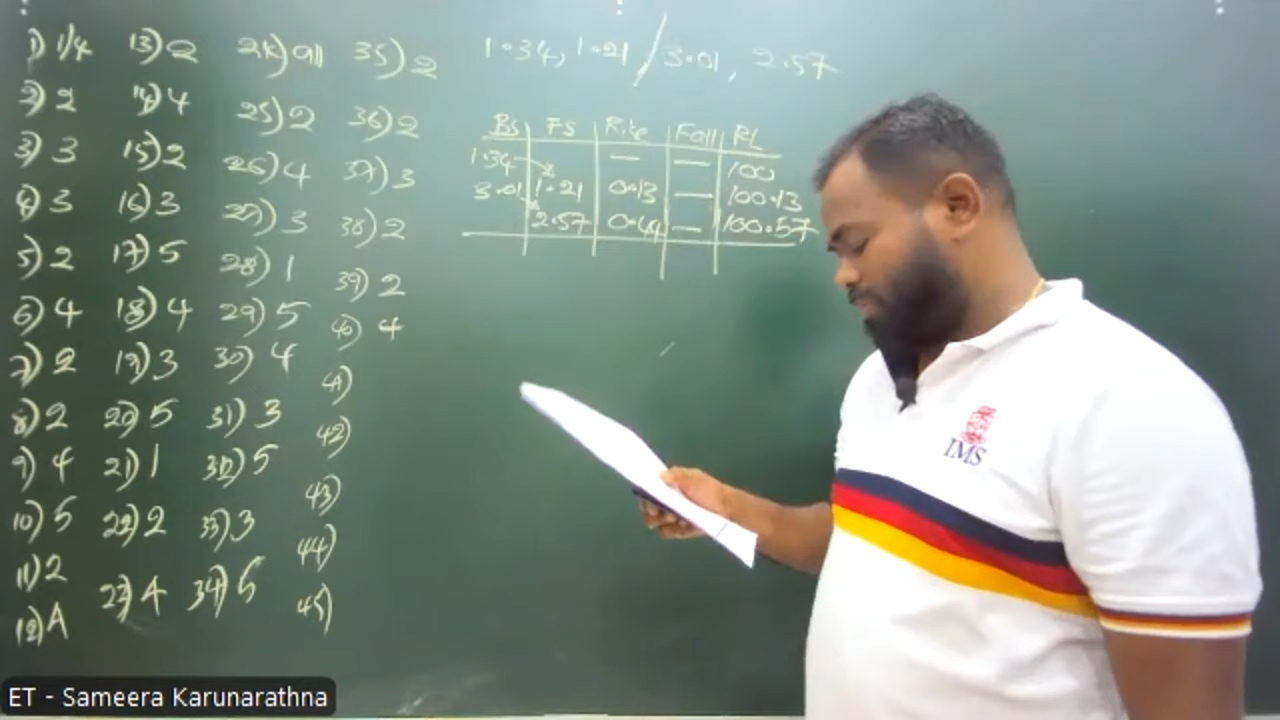 1) 1/4 13) 2 24) all 35) 2
2) 2 14) 4 25) 2 36) 2
3) 3 15) 2 26) 4 37) 3
4) 3 16) 3 27) 3 38) 2
5) 2 17) 5 28) 1 39) 2
6) 4 18) 4 29) 5 40) 4
7) 2 19) 3 30) 4 41)
8) 2 20) 5 31) 3 42)
9) 4 21) 1 32) 5 43)
10) 5 22) 2 33) 3 44)
11) 2 23) 4 34) 5 45)
12) 4
1.34, 1.21 / 3.01, 2.57
BS FS Rise Fall RL
1.34 — — 100
3.01 1.21 0.13 — 100.13
2.57 0.44 — 100.57
IMS
ET - Sameera Karunarathna